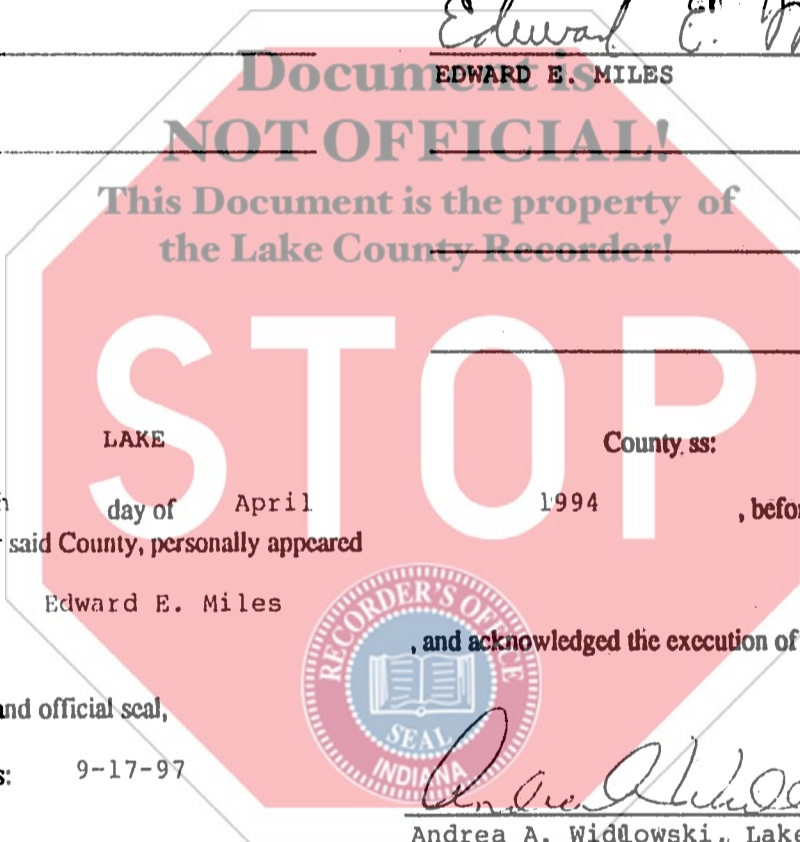 Edward E.
Document is
EDWARD E. MILES
NOT OFFICIAL!
This Document is the property of
the Lake County Recorder!
STOP
LAKE County ss:
day of April 1994 , befor
said County, personally appeared
Edward E. Miles
, and acknowledged the execution of
RECORDER'S OFFICE
SEAL
INDIANA
and official seal,
s: 9-17-97
Andrea A.
Andrea A. Widlowski, Lake